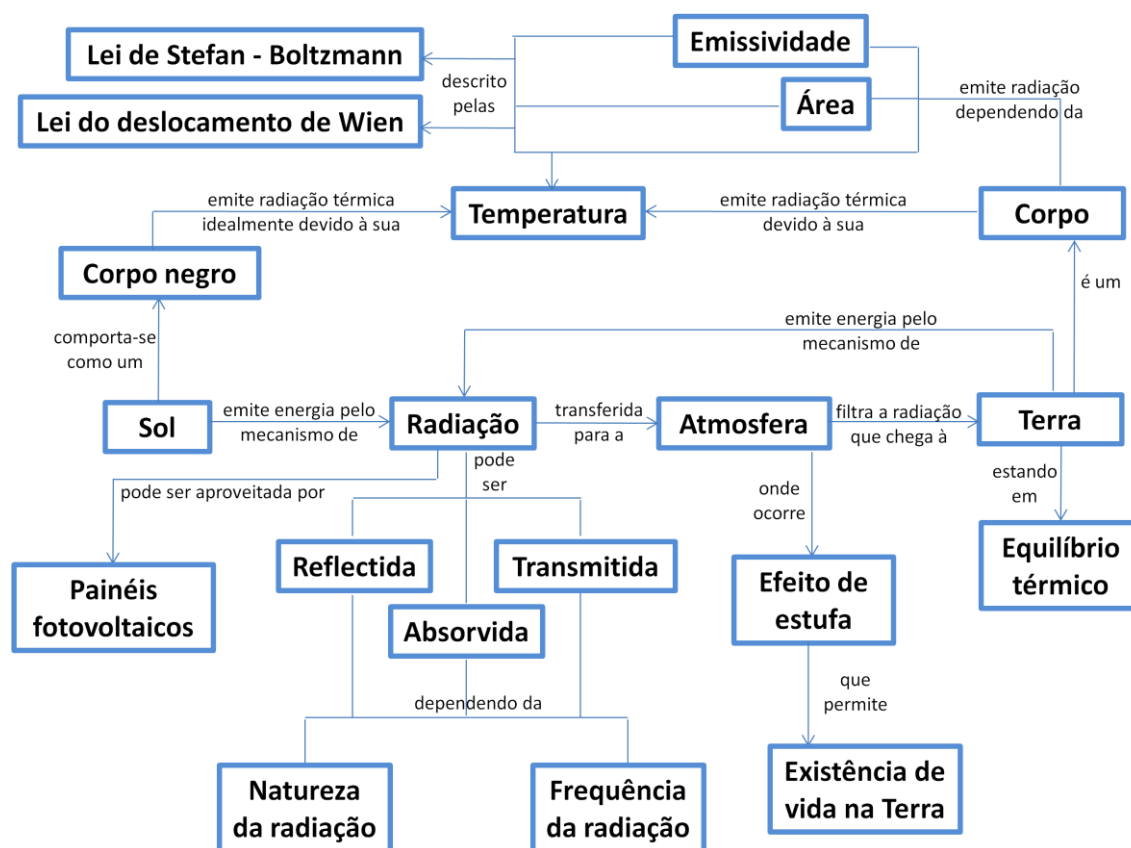 Emissividade
Lei de Stefan - Boltzmann
descrito
pelas
Área
emite radiação
dependendo da
Lei do deslocamento de Wien
emite radiação térmica
idealmente devido à sua
Temperatura
emite radiação térmica
devido à sua
Corpo
Corpo negro
é um
comporta-se
como um
emite energia pelo
mecanismo de
Sol
emite energia pelo
mecanismo de
Radiação
transferida
para a
Atmosfera
filtra a radiação
que chega à
Terra
pode ser aproveitada por
pode
ser
onde
ocorre
estando
em
Reflectida
Transmitida
Equilíbrio
térmico
Painéis
fotovoltaicos
Absorvida
Efeito de
estufa
dependendo da
que
permite
Natureza
da radiação
Frequência
da radiação
Existência de
vida na Terra